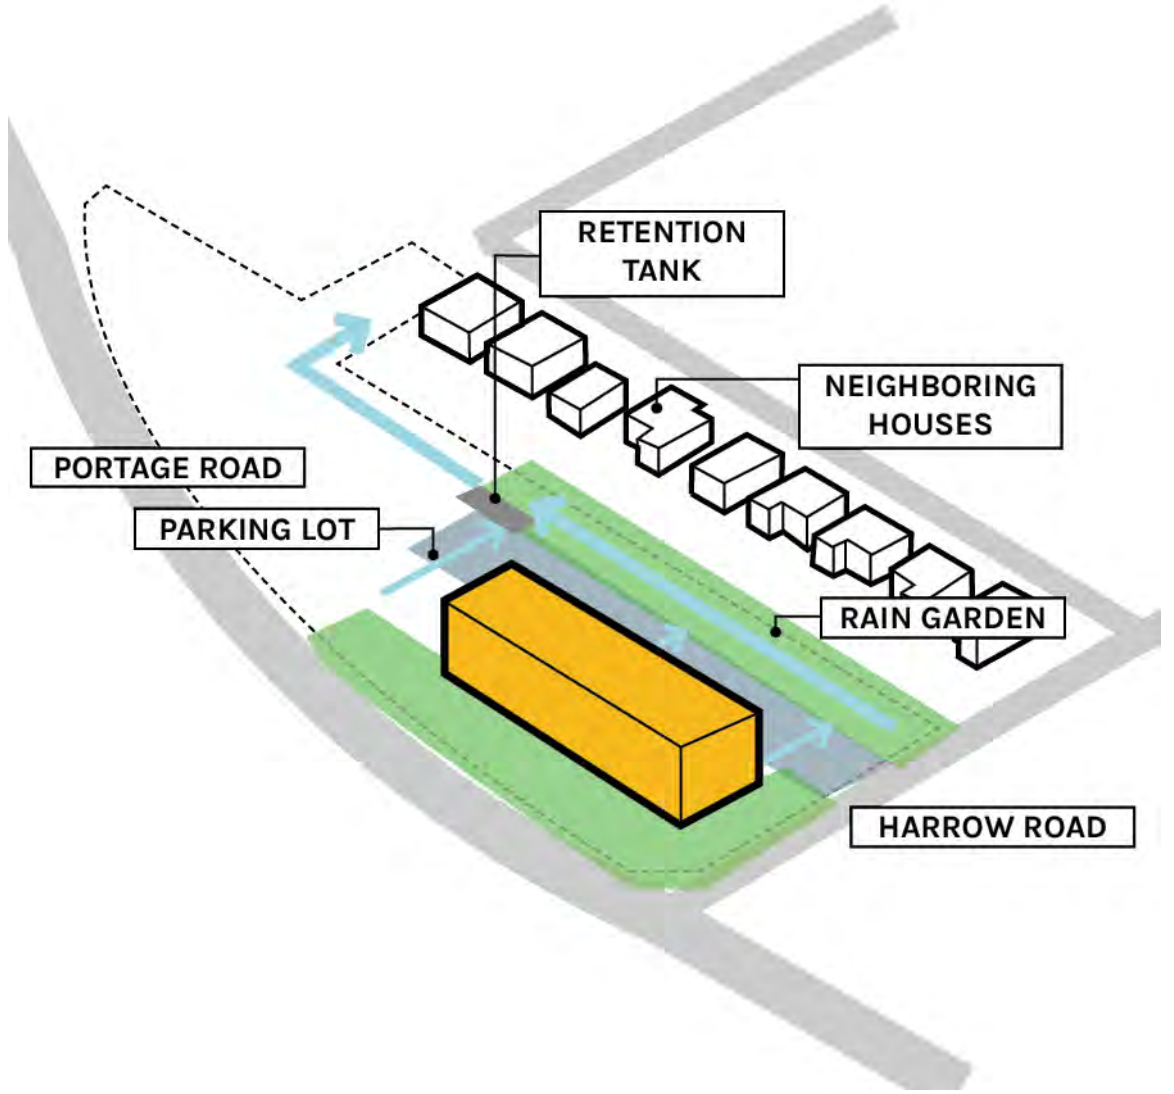 RETENTION
TANK
NEIGHBORING
HOUSES
PORTAGE ROAD
PARKING LOT
RAIN GARDEN
HARROW ROAD